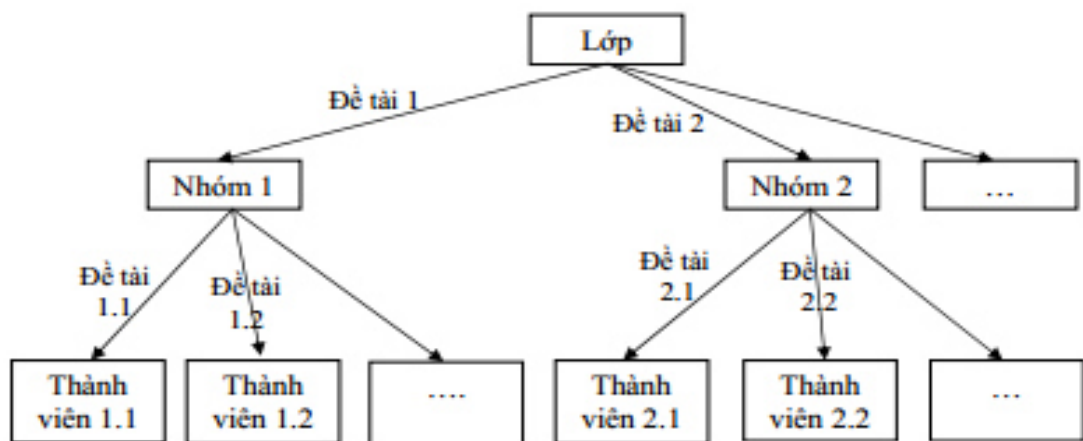 Lớp
Đề tài 1
Đề tài 2
Nhóm 1
Nhóm 2
...
Đề tài
1.1
Đề tài
1.2
Đề tài
2.1
Đề tài
2.2
Thành
viên 1.1
Thành
viên 1.2
....
Thành
viên 2.1
Thành
viên 2.2
...